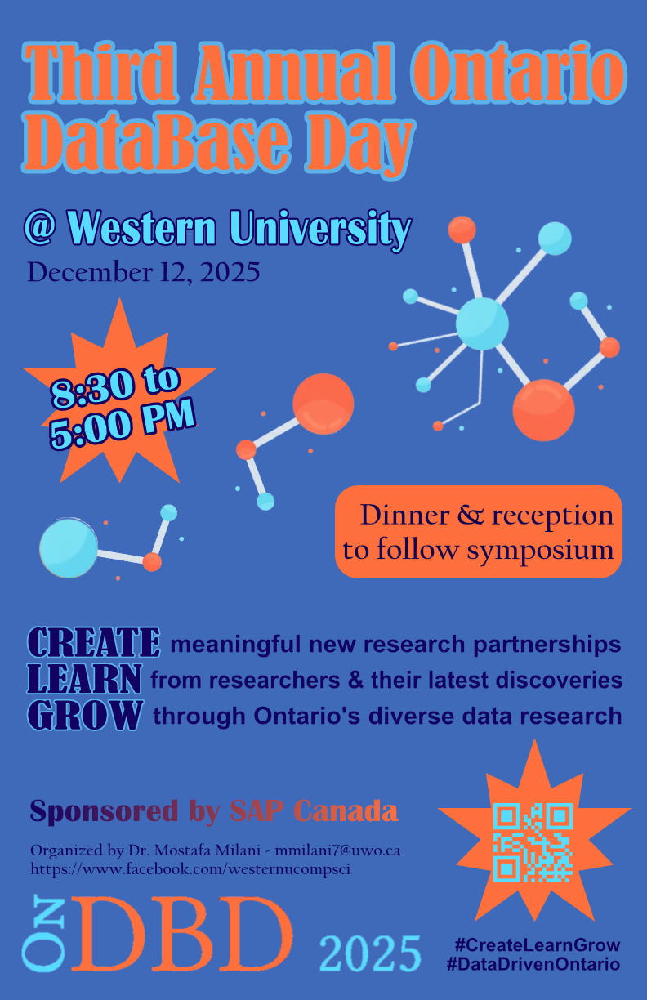 Third Annual Ontario
DataBase Day
@ Western University
December 12, 2025
8:30 to
5:00 PM
Dinner & reception
to follow symposium
CREATE meaningful new research partnerships
LEARN from researchers & their latest discoveries
GROW through Ontario's diverse data research
Sponsored by SAP Canada
Organized by Dr. Mostafa Milani - mmilani7@uwo.ca
https://www.facebook.com/westernucompsci
ON DBD 2025
#CreateLearnGrow
#DataDrivenOntario